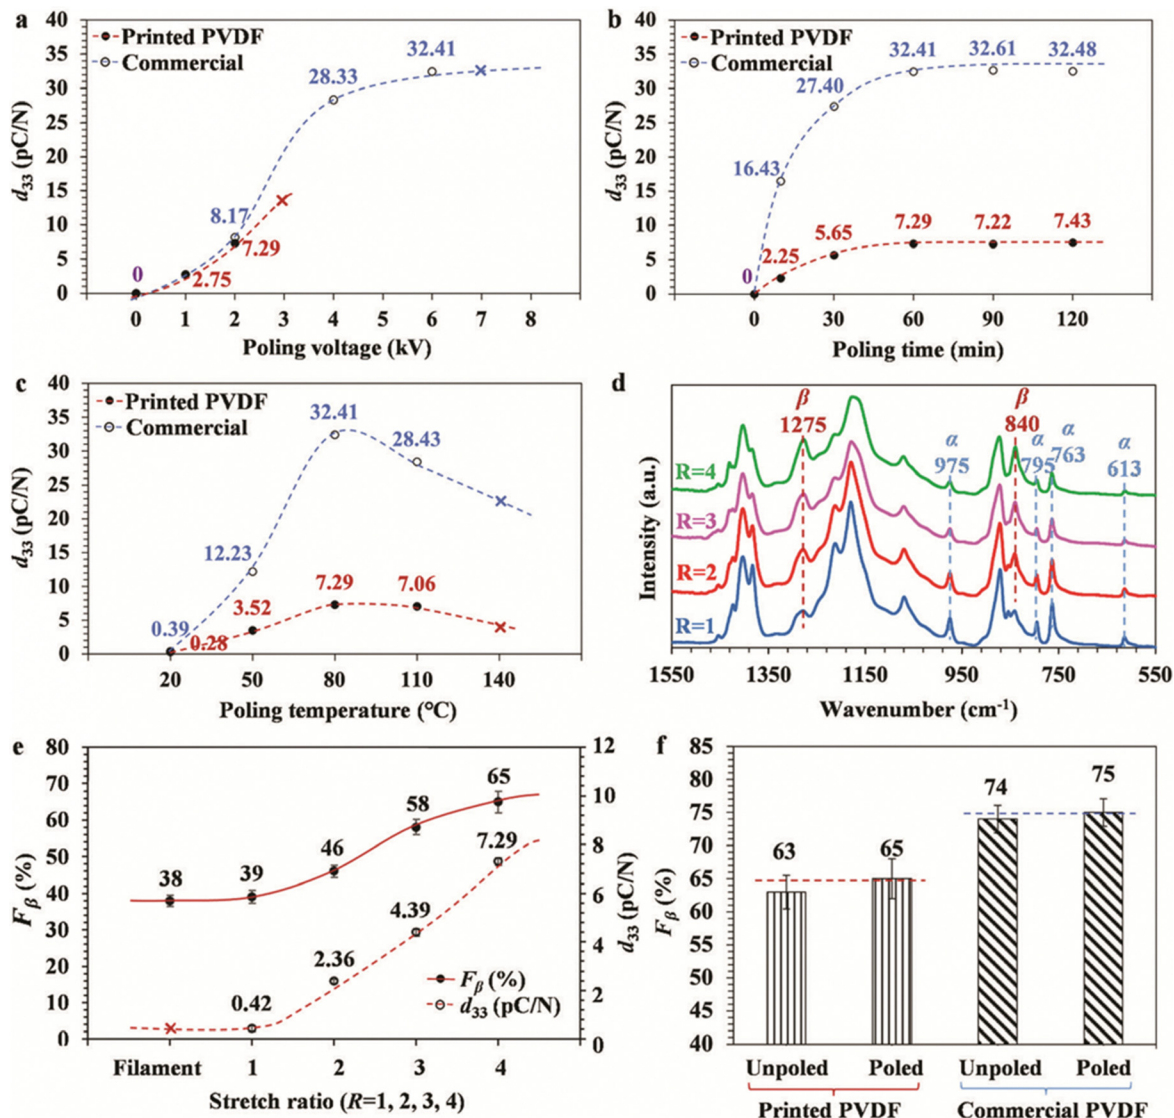 a
40
35
30
25
20
15
10
5
0
d33 (pC/N)
Printed PVDF
Commercial
0
2.75
8.17
7.29
28.33
32.41
0 1 2 3 4 5 6 7 8
Poling voltage (kV)
b
40
35
30
25
20
15
10
5
0
d33 (pC/N)
Printed PVDF
Commercial
0
16.43
27.40
32.41
32.61
32.48
2.25
5.65
7.29
7.22
7.43
0 30 60 90 120
Poling time (min)
c
40
35
30
25
20
15
10
5
0
d33 (pC/N)
Printed PVDF
Commercial
0.39
0.28
12.23
3.52
32.41
7.29
28.43
7.06
20 50 80 110 140
Poling temperature (°C)
d
Intensity (a.u.)
β
1275
α
975
β
840
α
795
α
763
α
613
R=4
R=3
R=2
R=1
1550 1350 1150 950 750 550
Wavenumber (cm-1)
e
80
70
60
50
40
30
20
10
0
Fβ (%)
12
10
8
6
4
2
0
d33 (pC/N)
38
39
46
58
65
0.42
2.36
4.39
7.29
Fβ (%)
d33 (pC/N)
Filament 1 2 3 4
Stretch ratio (R=1, 2, 3, 4)
f
85
80
75
70
65
60
55
50
45
40
Fβ (%)
63
65
74
75
Unpoled Poled Unpoled Poled
Printed PVDF Commercial PVDF